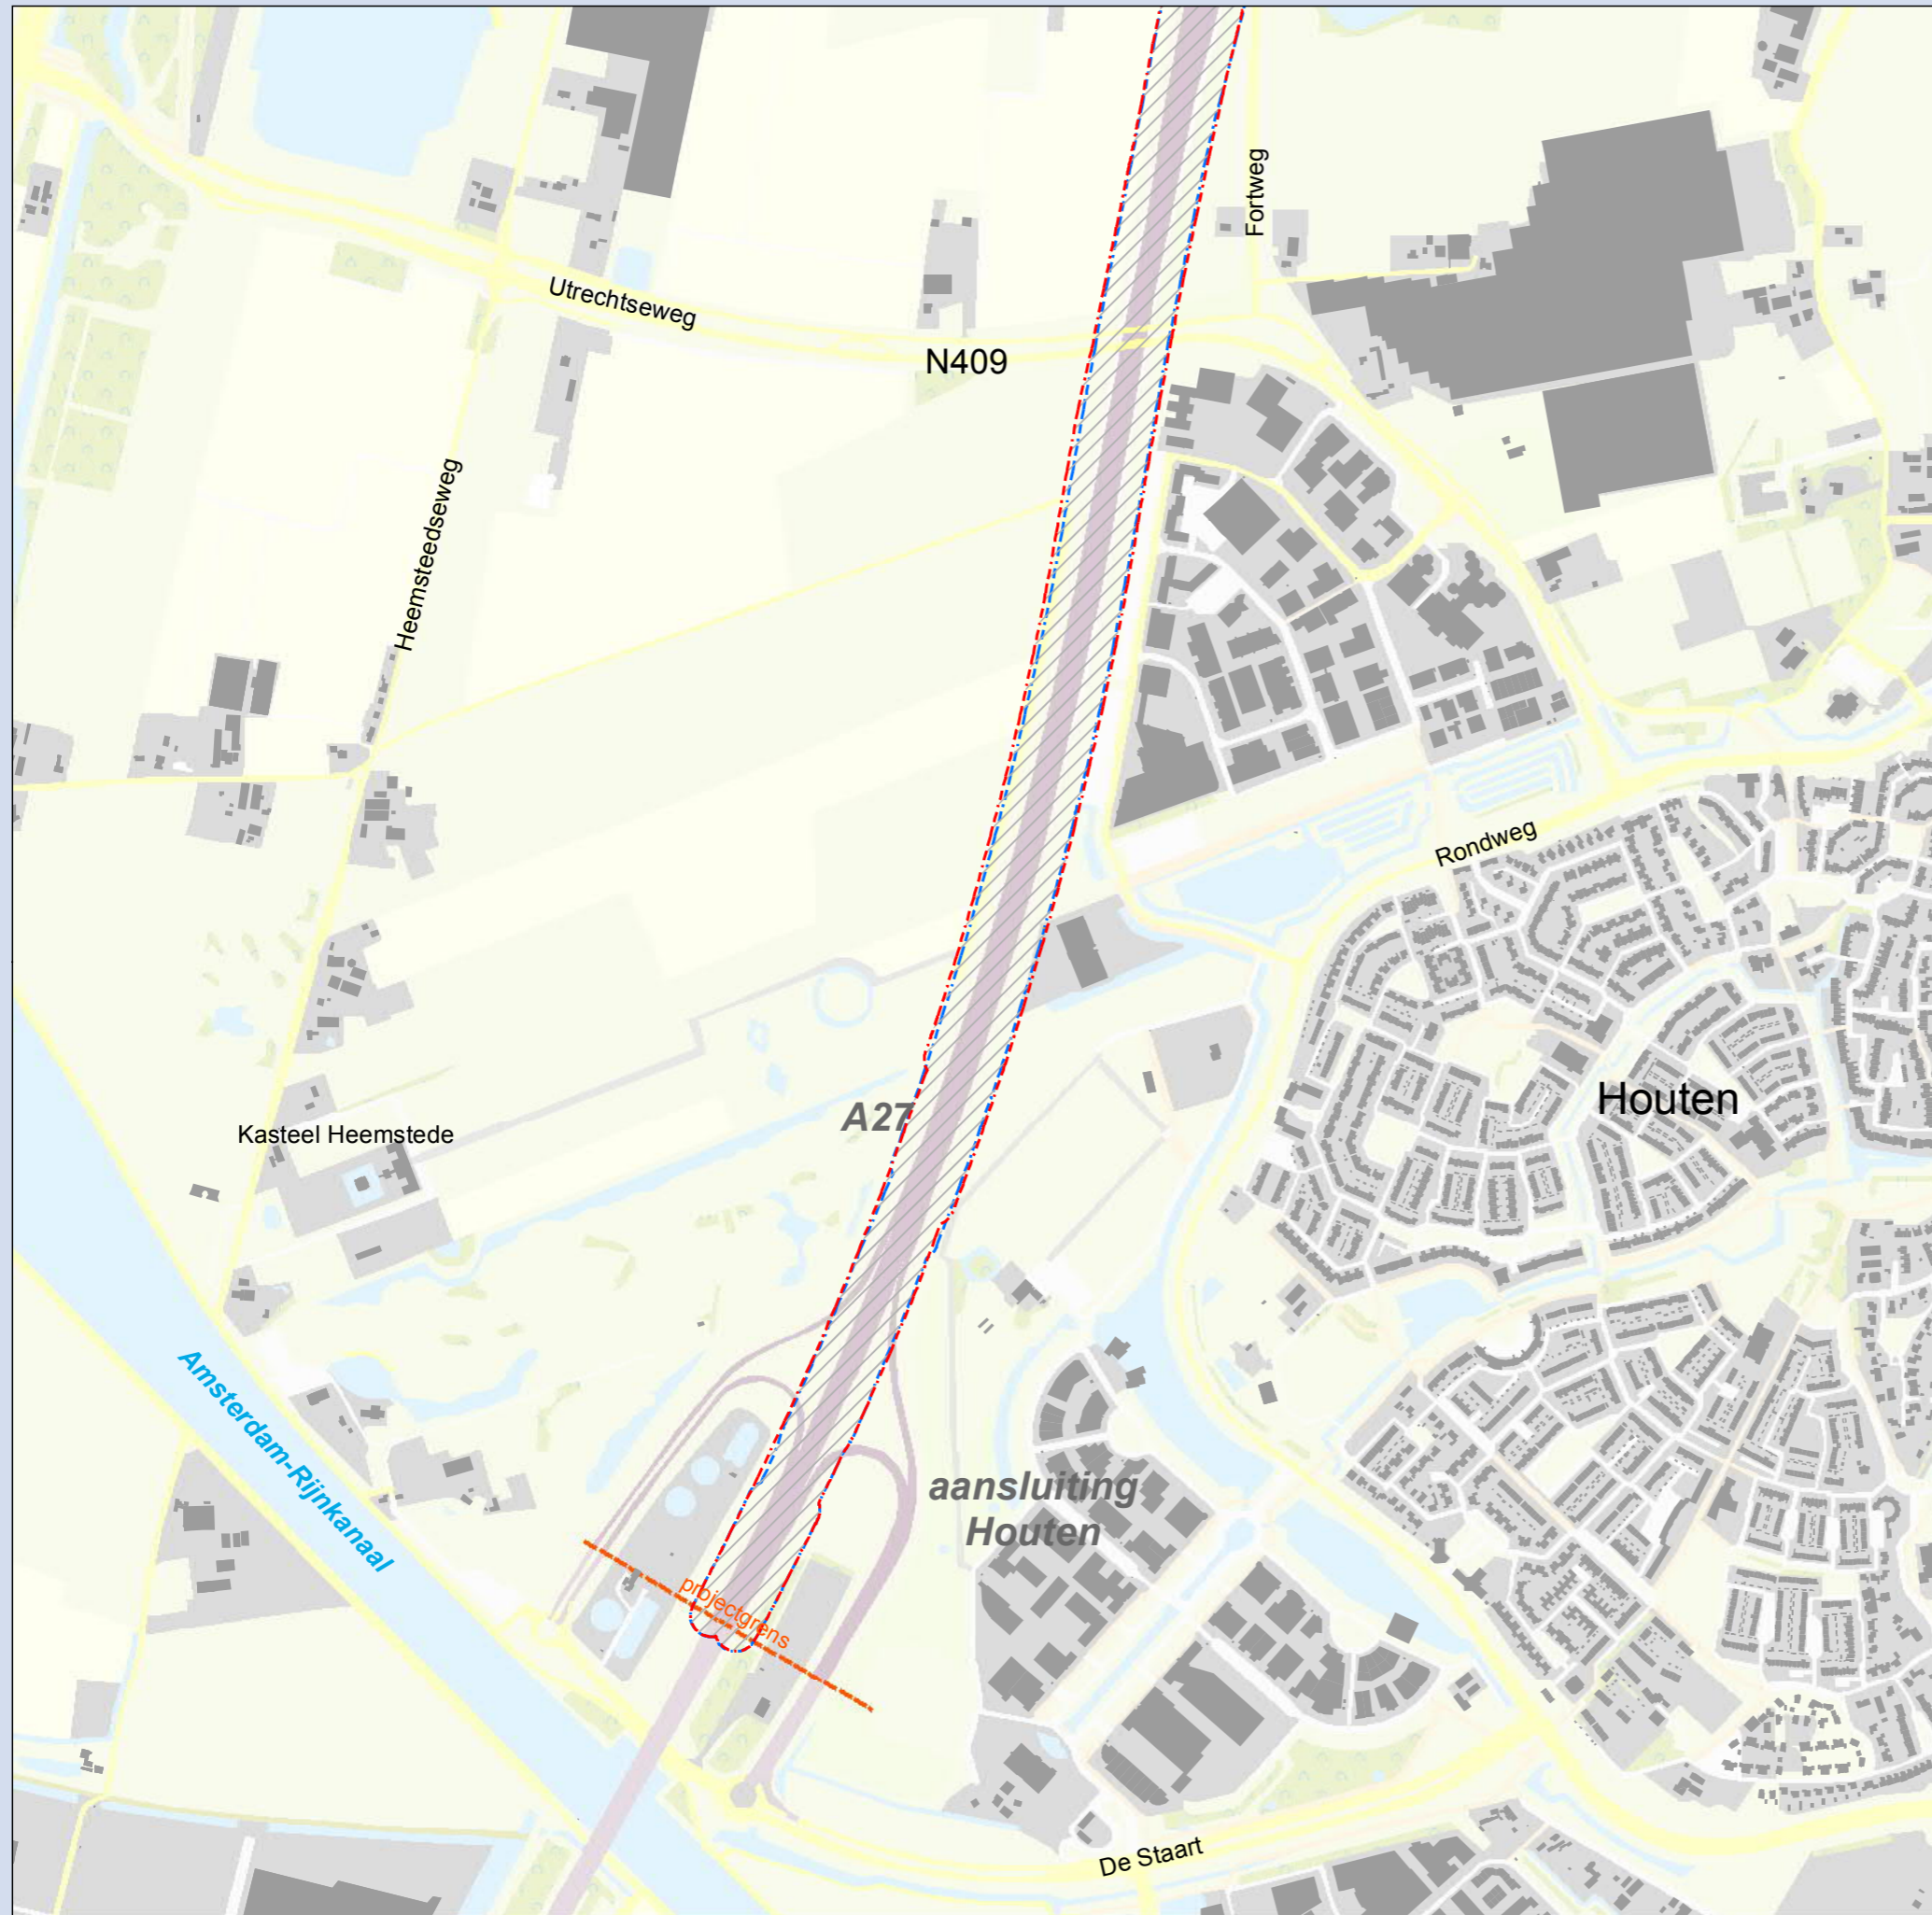 Fortweg
Utrechtseweg
N409
Heemsteedseweg
Rondweg
Houten
A27
Kasteel Heemstede
Amsterdam-Rijnkanaal
aansluiting
Houten
projectgrens
De Staart